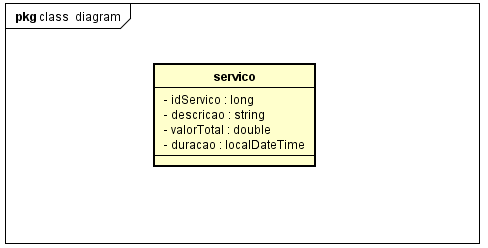 pkg class diagram
servico
- idServico : long
- descricao : string
- valorTotal : double
- duracao : localDateTime